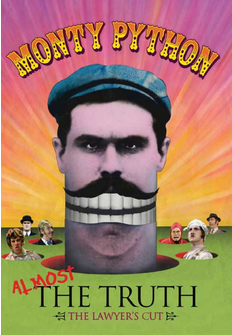 MONTY PYTHON
ALMOST
THE TRUTH
THE LAWYER'S CUT